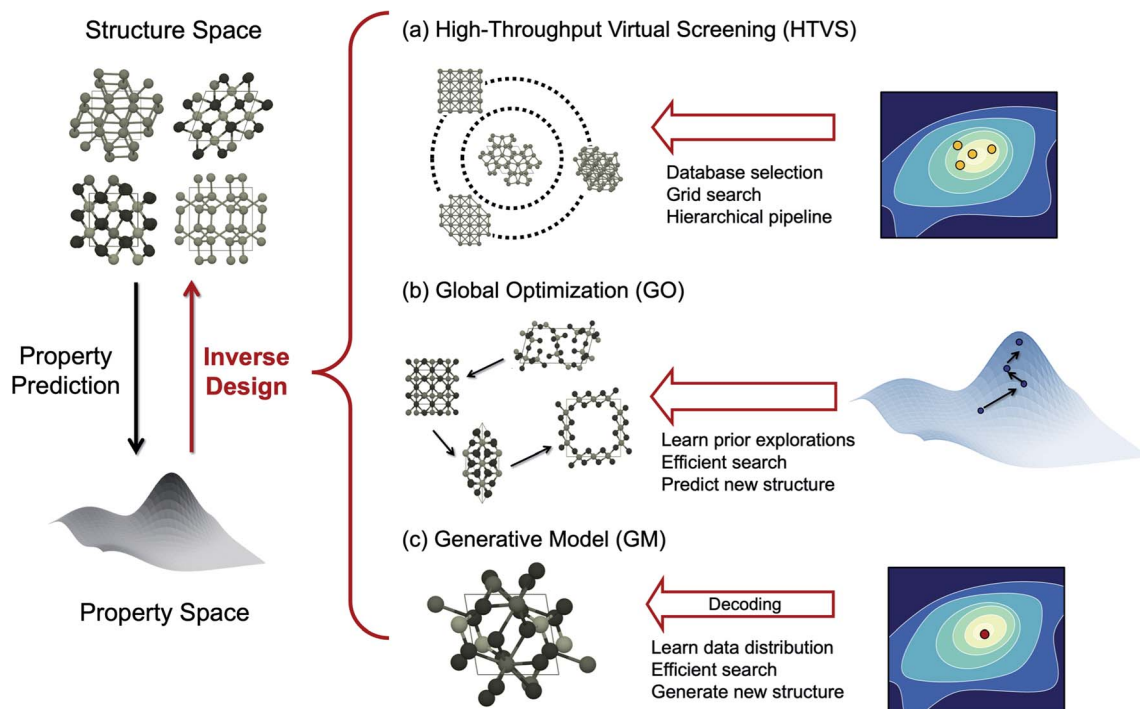 Structure Space
Property
Prediction
Inverse
Design
Property Space
(a) High-Throughput Virtual Screening (HTVS)
Database selection
Grid search
Hierarchical pipeline
(b) Global Optimization (GO)
Learn prior explorations
Efficient search
Predict new structure
(c) Generative Model (GM)
Decoding
Learn data distribution
Efficient search
Generate new structure